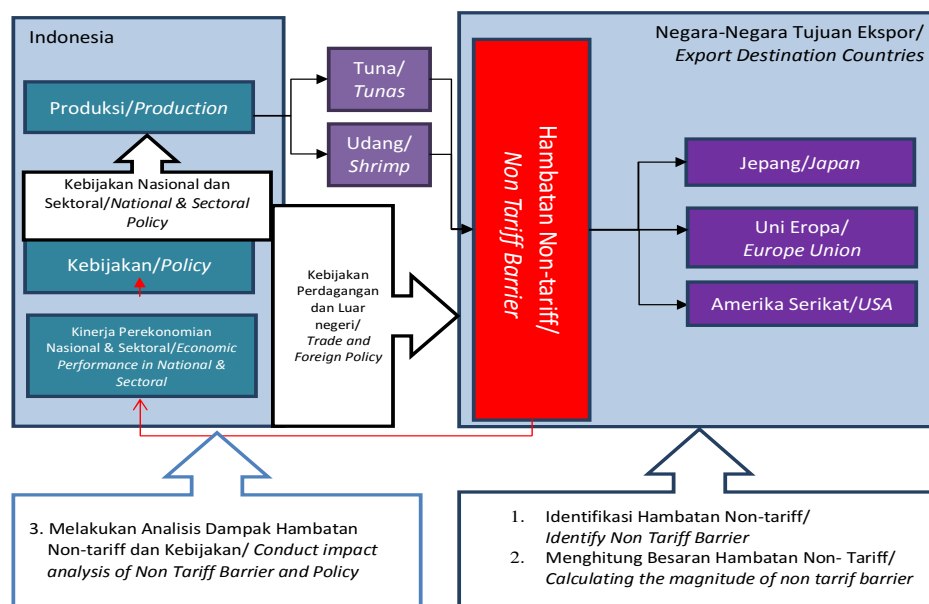 Indonesia
Produksi/Production
Kebijakan Nasional dan
Sektoral/National & Sectoral
Policy
Kebijakan/Policy
Kinerja Perekonomian
Nasional & Sektoral/Economic
Performance in National &
Sectoral
Tuna/
Tunas
Udang/
Shrimp
Kebijakan
Perdagangan
dan Luar
negeri/
Trade and
Foreign Policy
Negara-Negara Tujuan Ekspor/
Export Destination Countries
Hambatan Non-tariff/
Non Tariff Barrier
Jepang/Japan
Uni Eropa/
Europe Union
Amerika Serikat/USA
3. Melakukan Analisis Dampak Hambatan
Non-tariff dan Kebijakan/ Conduct impact
analysis of Non Tariff Barrier and Policy
1. Identifikasi Hambatan Non-tariff/
Identify Non Tariff Barrier
2. Menghitung Besaran Hambatan Non- Tariff/
Calculating the magnitude of non tarrif barrier